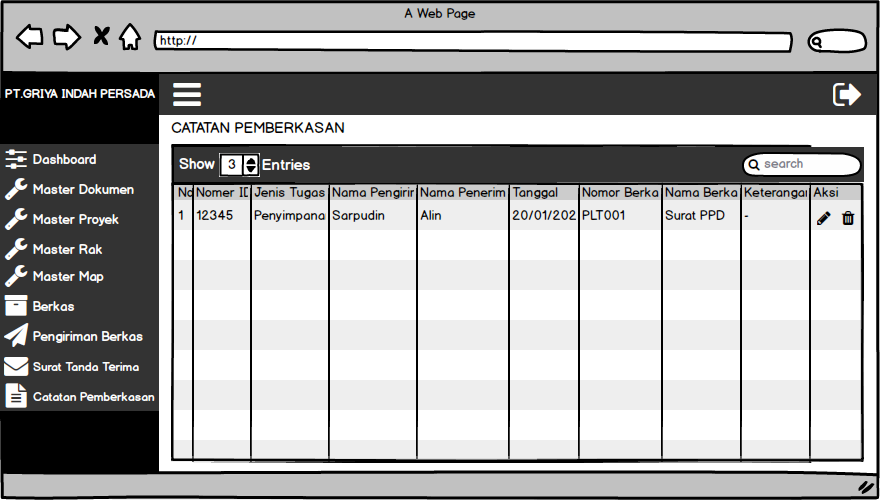 A Web Page
http://
PT.GRIYA INDAH PERSADA
CATATAN PEMBERKASAN
Dashboard
Master Dokumen
Master Proyek
Master Rak
Master Map
Berkas
Pengiriman Berkas
Surat Tanda Terima
Catatan Pemberkasan
Show 3 Entries search
No Nomer ID Jenis Tugas Nama Pengirir Nama Penerim Tanggal Nomor Berka Nama Berka Keterangan Aksi
1 12345 Penyimpana Sarpudin Alin 20/01/202 PLT001 Surat PPD -